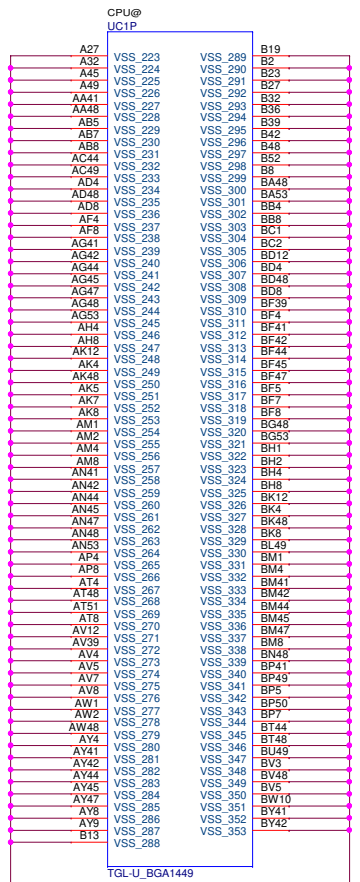 CPU@
UC1P
A27 VSS_223 VSS_289 B19
A32 VSS_224 VSS_290 B2
A45 VSS_225 VSS_291 B23
A49 VSS_226 VSS_292 B27
AA41 VSS_227 VSS_293 B32
AA48 VSS_228 VSS_294 B36
AB5 VSS_229 VSS_295 B39
AB7 VSS_230 VSS_296 B42
AB8 VSS_231 VSS_297 B48
AC44 VSS_232 VSS_298 B52
AC49 VSS_233 VSS_299 B8
AD4 VSS_234 VSS_300 BA48
AD48 VSS_235 VSS_301 BA53
AD8 VSS_236 VSS_302 BB4
AF4 VSS_237 VSS_303 BB8
AF8 VSS_238 VSS_304 BC1
AG41 VSS_239 VSS_305 BC2
AG42 VSS_240 VSS_306 BD12
AG44 VSS_241 VSS_307 BD4
AG45 VSS_242 VSS_308 BD48
AG47 VSS_243 VSS_309 BD8
AG48 VSS_244 VSS_310 BF39
AG53 VSS_245 VSS_311 BF4
AH4 VSS_246 VSS_312 BF41
AH8 VSS_247 VSS_313 BF42
AK12 VSS_248 VSS_314 BF44
AK4 VSS_249 VSS_315 BF45
AK48 VSS_250 VSS_316 BF47
AK5 VSS_251 VSS_317 BF5
AK7 VSS_252 VSS_318 BF7
AK8 VSS_253 VSS_319 BF8
AM1 VSS_254 VSS_320 BG48
AM2 VSS_255 VSS_321 BG53
AM4 VSS_256 VSS_322 BH1
AM8 VSS_257 VSS_323 BH2
AN41 VSS_258 VSS_324 BH4
AN42 VSS_259 VSS_325 BH8
AN44 VSS_260 VSS_326 BK12
AN45 VSS_261 VSS_327 BK4
AN47 VSS_262 VSS_328 BK48
AN48 VSS_263 VSS_329 BK8
AN53 VSS_264 VSS_330 BL49
AP4 VSS_265 VSS_331 BM1
AP8 VSS_266 VSS_332 BM4
AT4 VSS_267 VSS_333 BM41
AT48 VSS_268 VSS_334 BM42
AT51 VSS_269 VSS_335 BM44
AT8 VSS_270 VSS_336 BM45
AV12 VSS_271 VSS_337 BM47
AV39 VSS_272 VSS_338 BM8
AV4 VSS_273 VSS_339 BN48
AV5 VSS_274 VSS_340 BP41
AV7 VSS_275 VSS_341 BP49
AV8 VSS_276 VSS_342 BP5
AW1 VSS_277 VSS_343 BP50
AW2 VSS_278 VSS_344 BP7
AW48 VSS_279 VSS_345 BT44
AY4 VSS_280 VSS_346 BT48
AY41 VSS_281 VSS_347 BU49
AY42 VSS_282 VSS_348 BV3
AY44 VSS_283 VSS_349 BV48
AY45 VSS_284 VSS_350 BV5
AY47 VSS_285 VSS_351 BW10
AY8 VSS_286 VSS_352 BY41
AY9 VSS_287 VSS_353 BY42
B13 VSS_288
TGL-U_BGA1449